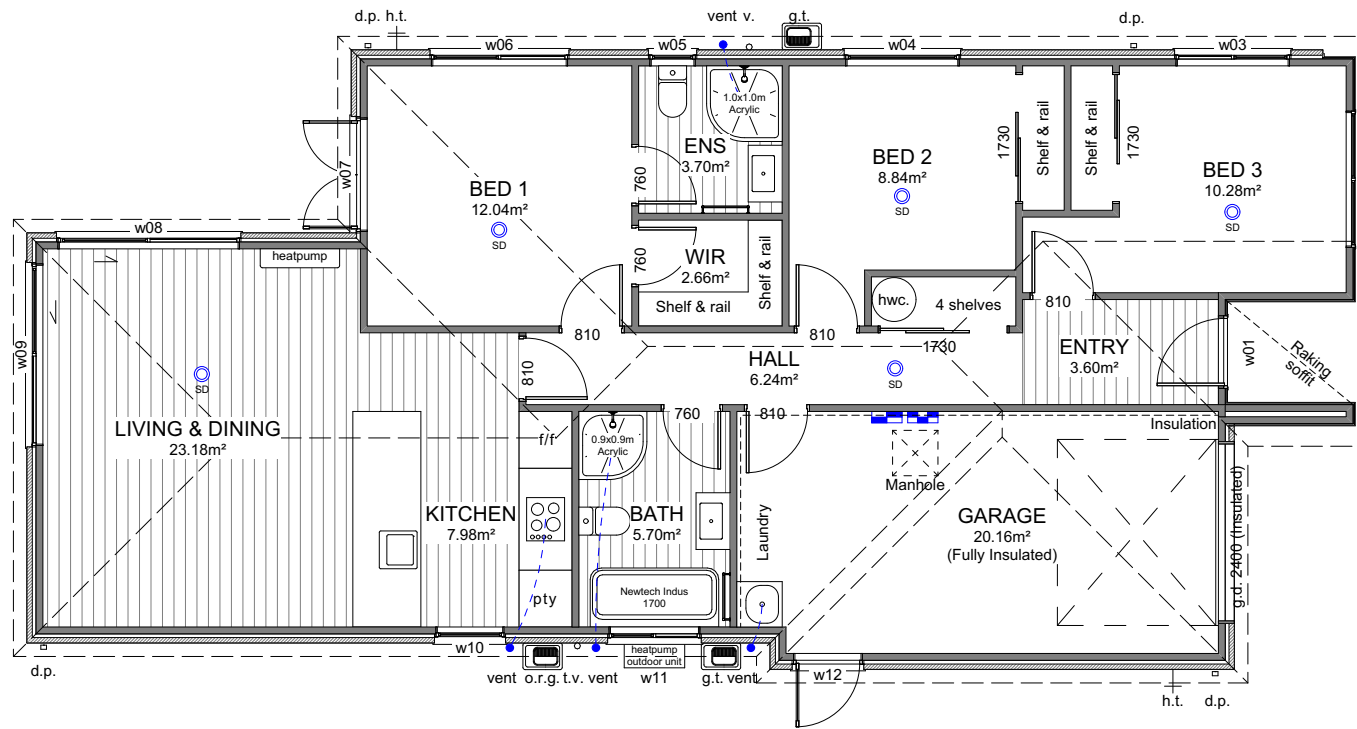 d.p.
h.t.
vent
v.
g.t.
d.p.
w06
w05
w04
w03
1.0x1.0m
Acrylic
ENS
3.70m²
760
BED 1
12.04m²
SD
w07
BED 2
8.84m²
SD
1730
Shelf & rail
Shelf & rail
1730
BED 3
10.28m²
SD
w08
heatpump
760
WIR
2.66m²
Shelf & rail
Shelf & rail
hwc.
4 shelves
810
810
810
1730
HALL
6.24m²
SD
ENTRY
3.60m²
w01
Raking
soffit
w09
SD
810
LIVING & DINING
23.18m²
f/f
760
810
0.9x0.9m
Acrylic
Insulation
Manhole
KITCHEN
7.98m²
BATH
5.70m²
Laundry
GARAGE
20.16m²
(Fully Insulated)
g.d. 2400 (Insulated)
pty
Newtech Indus
1700
w10
heatpump
outdoor unit
d.p.
vent
o.r.g.
t.v.
vent
w11
g.t.
vent
w12
h.t.
d.p.